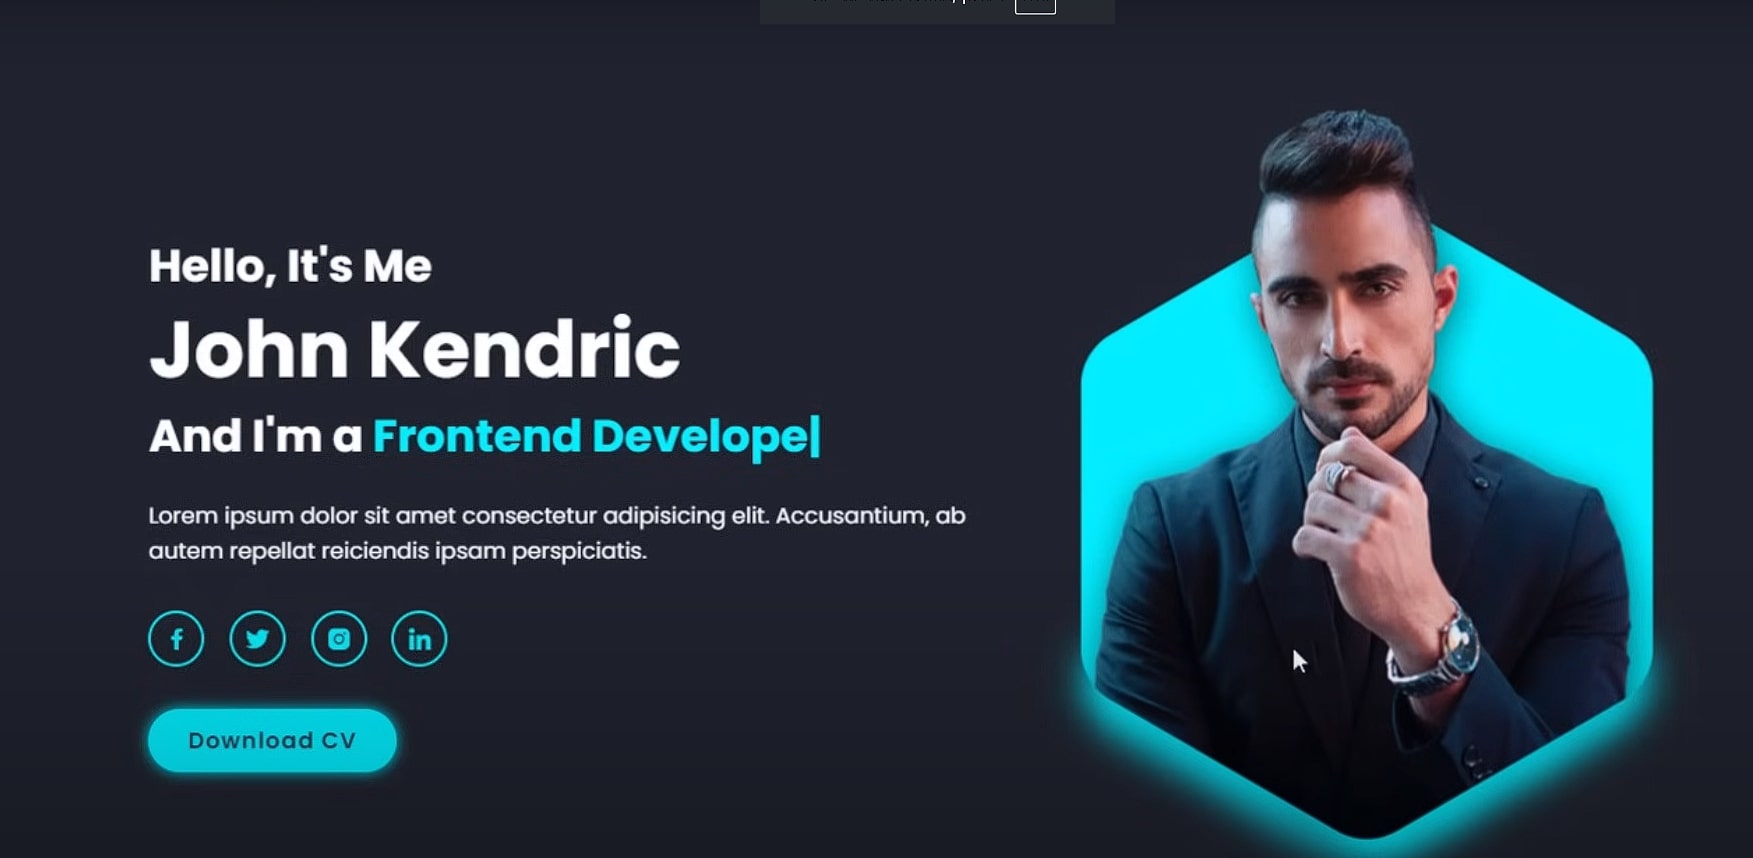 Hello, It's Me
John Kendric
And I'm a Frontend Develope|
Lorem ipsum dolor sit amet consectetur adipisicing elit. Accusantium, ab
autem repellat reiciendis ipsam perspiciatis.
Download CV